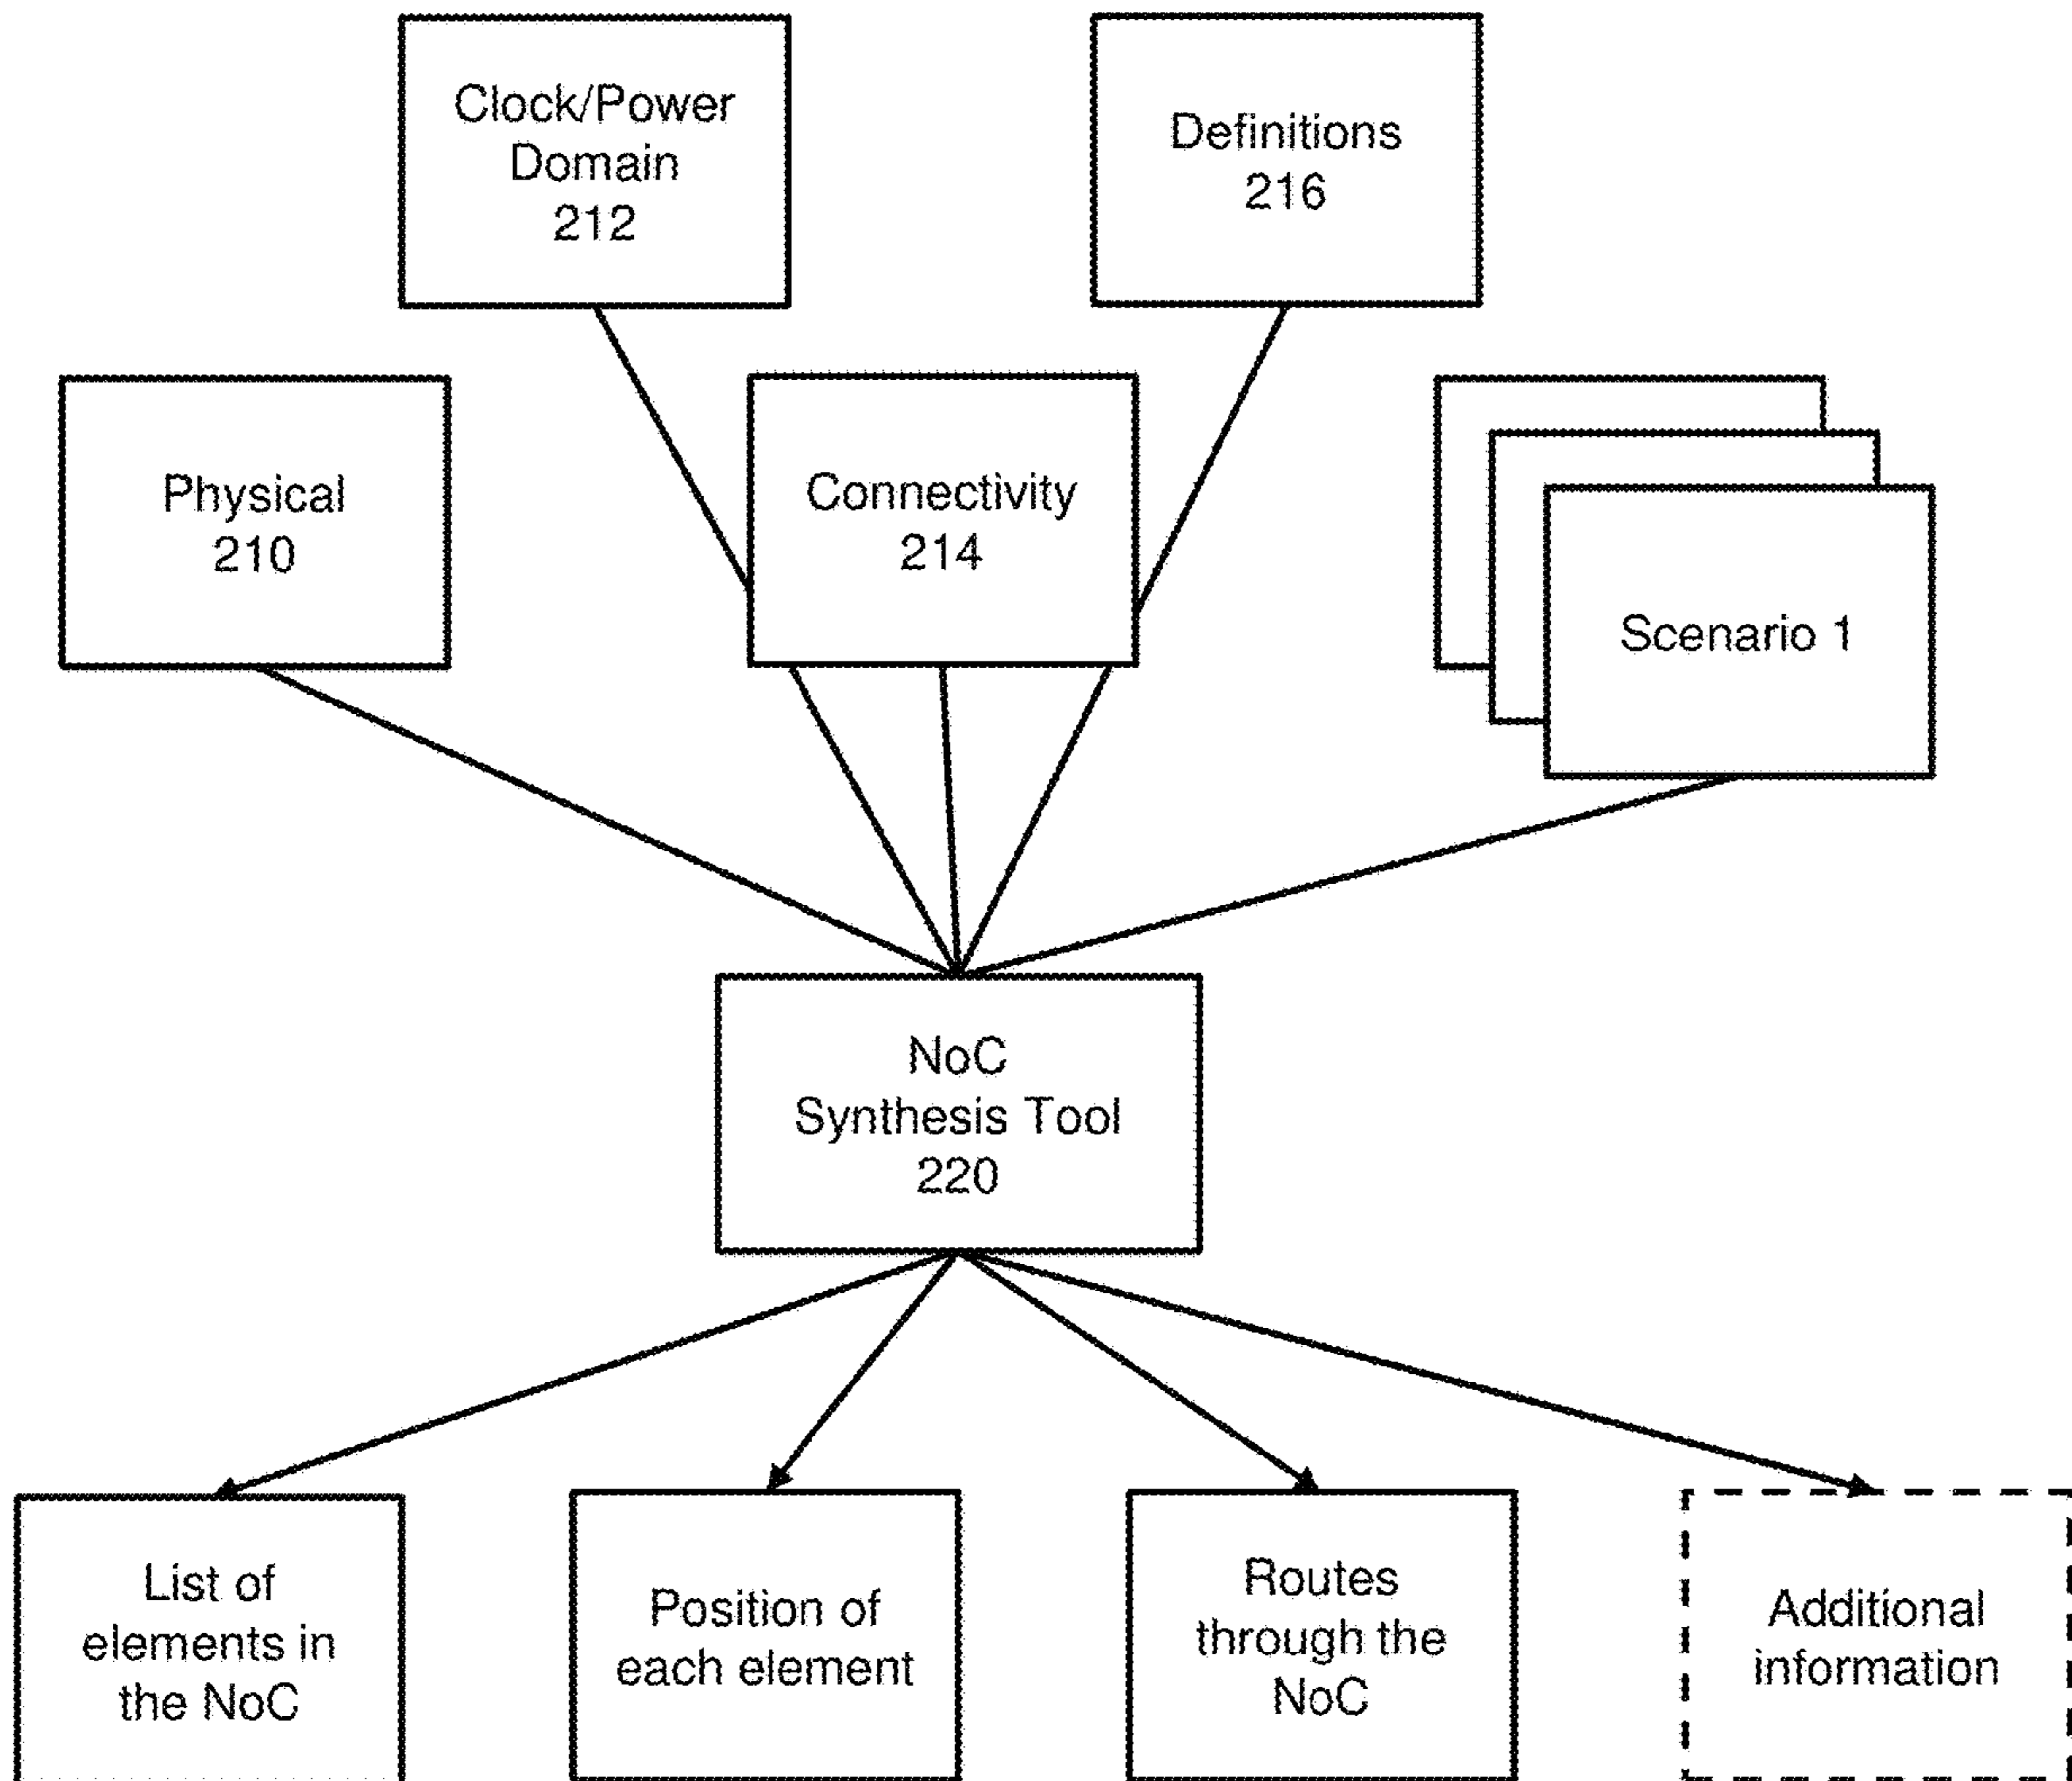 Clock/Power
Domain
212
Definitions
216
Physical
210
Connectivity
214
Scenario 1
NoC
Synthesis Tool
220
List of
elements in
the NoC
Position of
each element
Routes
through the
NoC
Additional
information